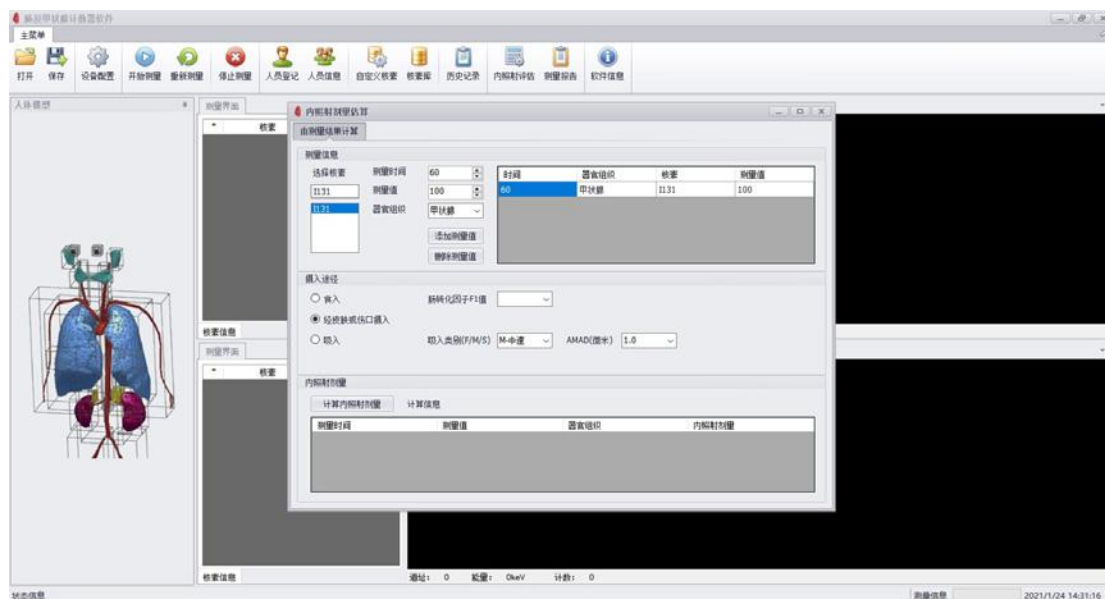 肺及甲状腺计数器软件
主菜单
打开 保存 设备配置 开始测量 重新测量 停止测量 人员登记 人员信息 自定义核素 核素库 历史记录 内照射评估 测量报告 软件信息
人体模型
测量界面
* 核素
核素信息
测量界面
* 核素
核素信息
内照射剂量估算
由测量结果计算
测量信息
选择核素 测量时间 60
I131 测量值 100
I131 器官组织 甲状腺
添加测量值
删除测量值
时间 器官组织 核素 测量值
60 甲状腺 I131 100
摄入途径
食入 肠转化因子F1值
经皮肤或伤口摄入
吸入 吸入类别(F/M/S) M-中速 AMAD(微米) 1.0
内照射剂量
计算内照射剂量 计算信息
测量时间 测量值 器官组织 内照射剂量
道址: 0 能量: 0keV 计数: 0
状态信息 测量信息 2021/1/24 14:31:16